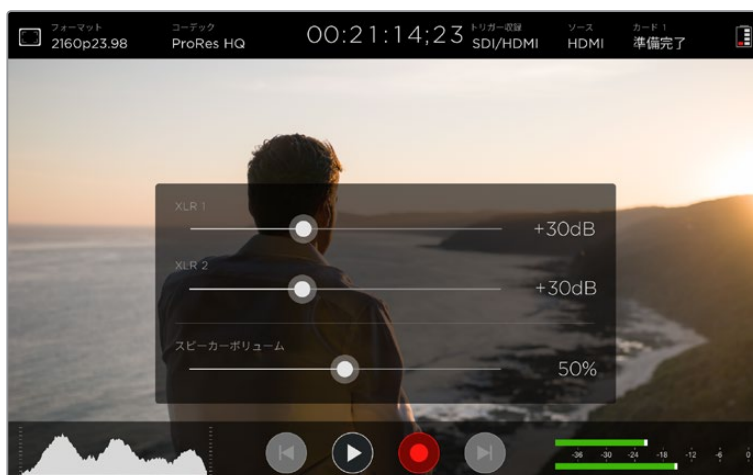 フォーマット コーデック トリガー収録 ソース カード 1
2160p23.98 ProRes HQ 00:21:14;23 SDI/HDMI HDMI 準備完了
XLR 1
+30dB
XLR 2
+30dB
スピーカーボリューム
50%
-36 -30 -24 -18 -12 -6 0